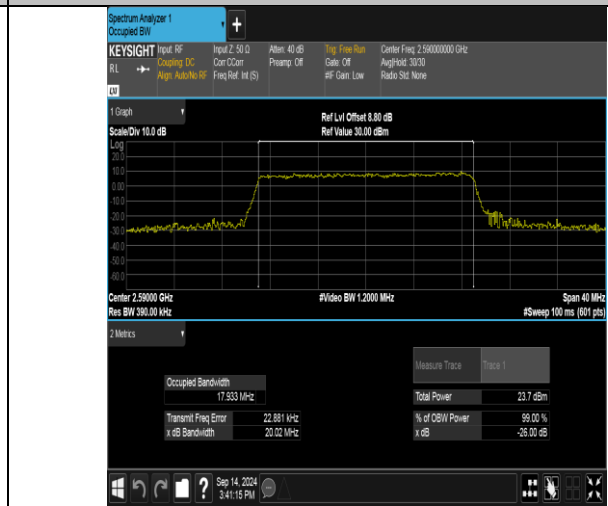 Spectrum Analyzer 1
Occupied BW
+
KEYSIGHT Input: RF Input Z: 50 Ω Atten: 40 dB Trig: Free Run Center Freq: 2.590000000 GHz
RL Coupling: DC Corr CCorr Preamp: Off Gate: Off Avg|Hold: 30/30
Align: Auto/No RF Freq Ref: Int (S) #IF Gain: Low Radio Std: None
LXI
1 Graph Ref Lvl Offset 8.80 dB
Scale/Div 10.0 dB Ref Value 30.00 dBm
Log
20.0
10.0
0.00
-10.0
-20.0
-30.0
-40.0
-50.0
-60.0
Center 2.59000 GHz #Video BW 1.2000 MHz Span 40 MHz
Res BW 390.00 kHz #Sweep 100 ms (601 pts)
2 Metrics
Measure Trace Trace 1
Occupied Bandwidth
17.933 MHz Total Power 23.7 dBm
Transmit Freq Error 22.881 kHz % of OBW Power 99.00 %
x dB Bandwidth 20.02 MHz x dB -26.00 dB
? Sep 14, 2024
3:41:15 PM